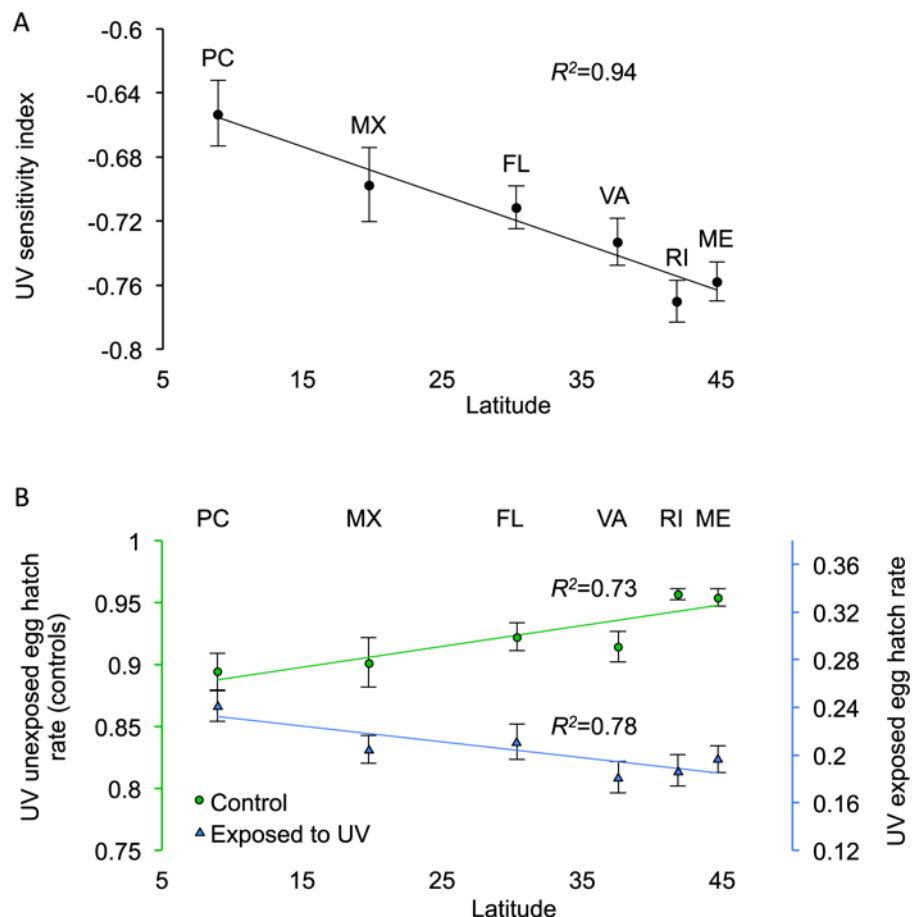 A
-0.6
-0.64
-0.68
-0.72
-0.76
-0.8
UV sensitivity index
PC
MX
FL
VA
RI
ME
R²=0.94
5
15
25
35
45
Latitude
B
PC
MX
FL
VA
RI
ME
1
0.95
0.9
0.85
0.8
0.75
UV unexposed egg hatch
rate (controls)
R²=0.73
R²=0.78
Control
Exposed to UV
0.36
0.32
0.28
0.24
0.2
0.16
0.12
UV exposed egg hatch rate
5
15
25
35
45
Latitude